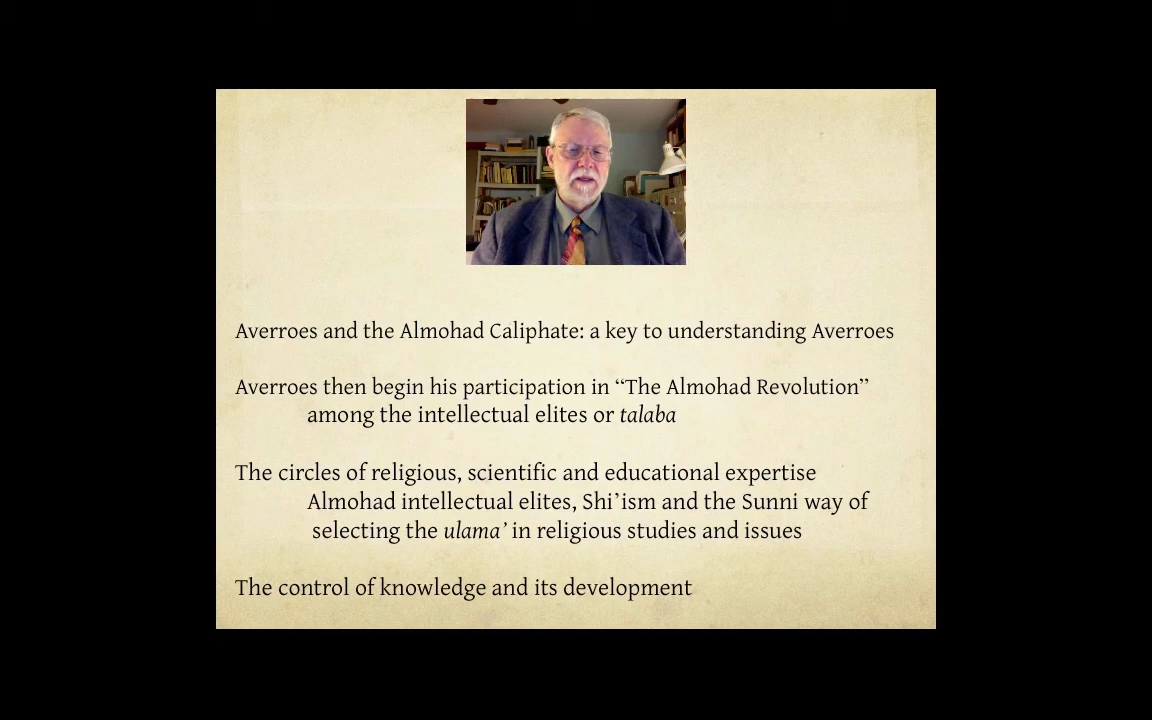 Averroes and the Almohad Caliphate: a key to understanding Averroes
Averroes then begin his participation in “The Almohad Revolution”
among the intellectual elites or talaba
The circles of religious, scientific and educational expertise
Almohad intellectual elites, Shi’ism and the Sunni way of
selecting the ulama’ in religious studies and issues
The control of knowledge and its development